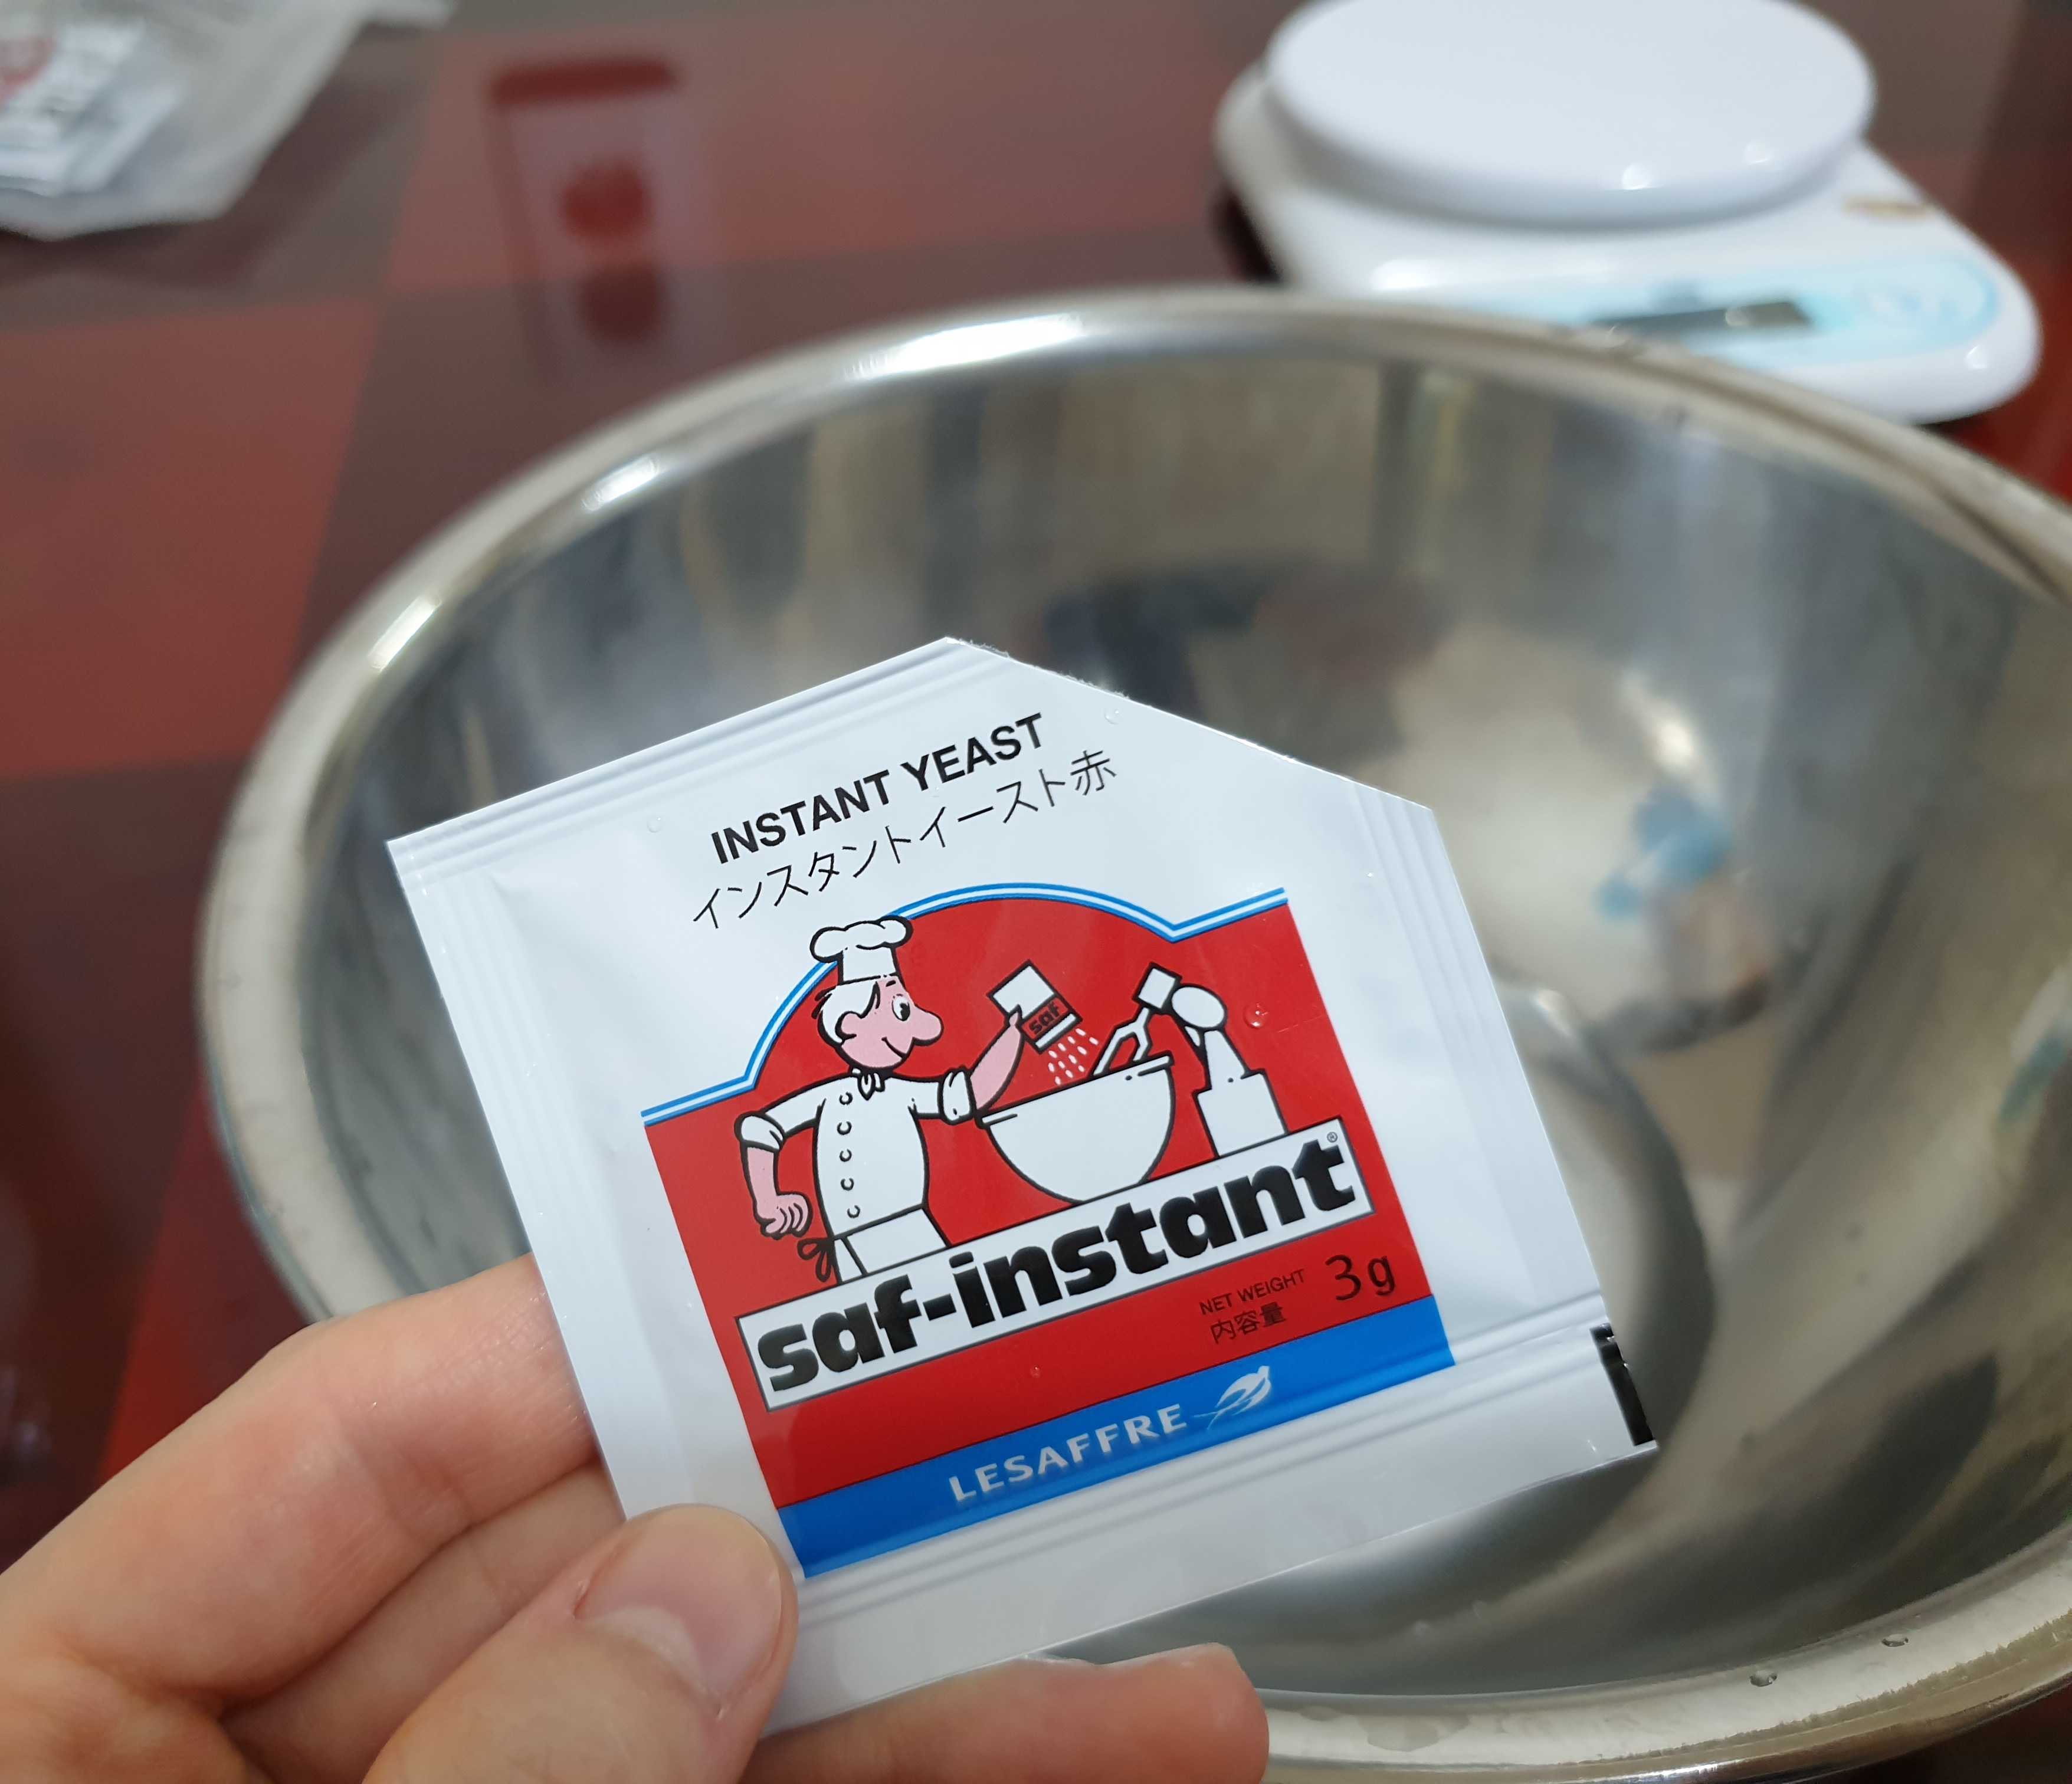 INSTANT YEAST
インスタントイースト赤
saf
saf-instant®
NET WEIGHT 3g
内容量
LESAFFRE